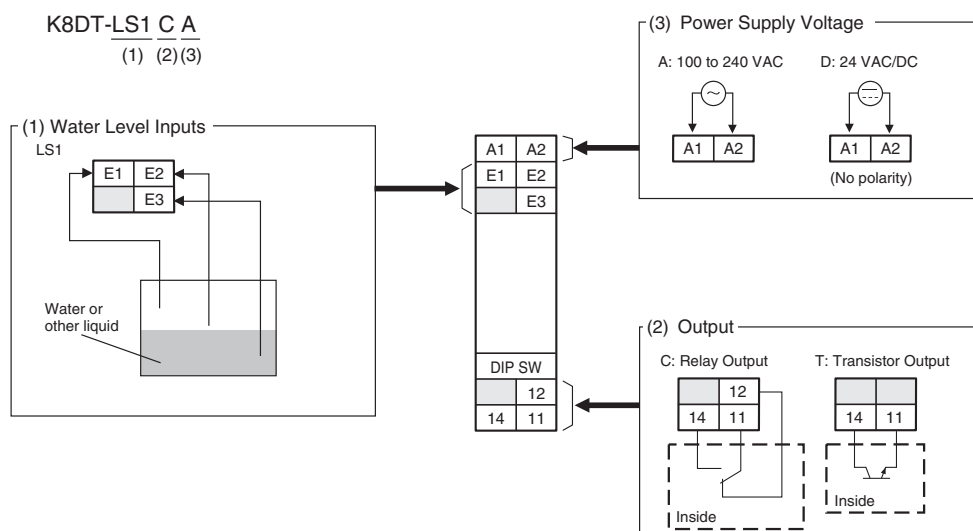 K8DT-LS1 C A
(1) (2) (3)
(1) Water Level Inputs
LS1
E1 E2
E3
Water or
other liquid
A1 A2
E1 E2
E3
DIP SW
12
14 11
(3) Power Supply Voltage
A: 100 to 240 VAC
D: 24 VAC/DC
A1 A2
A1 A2
(No polarity)
(2) Output
C: Relay Output
T: Transistor Output
12
14 11
14 11
Inside
Inside